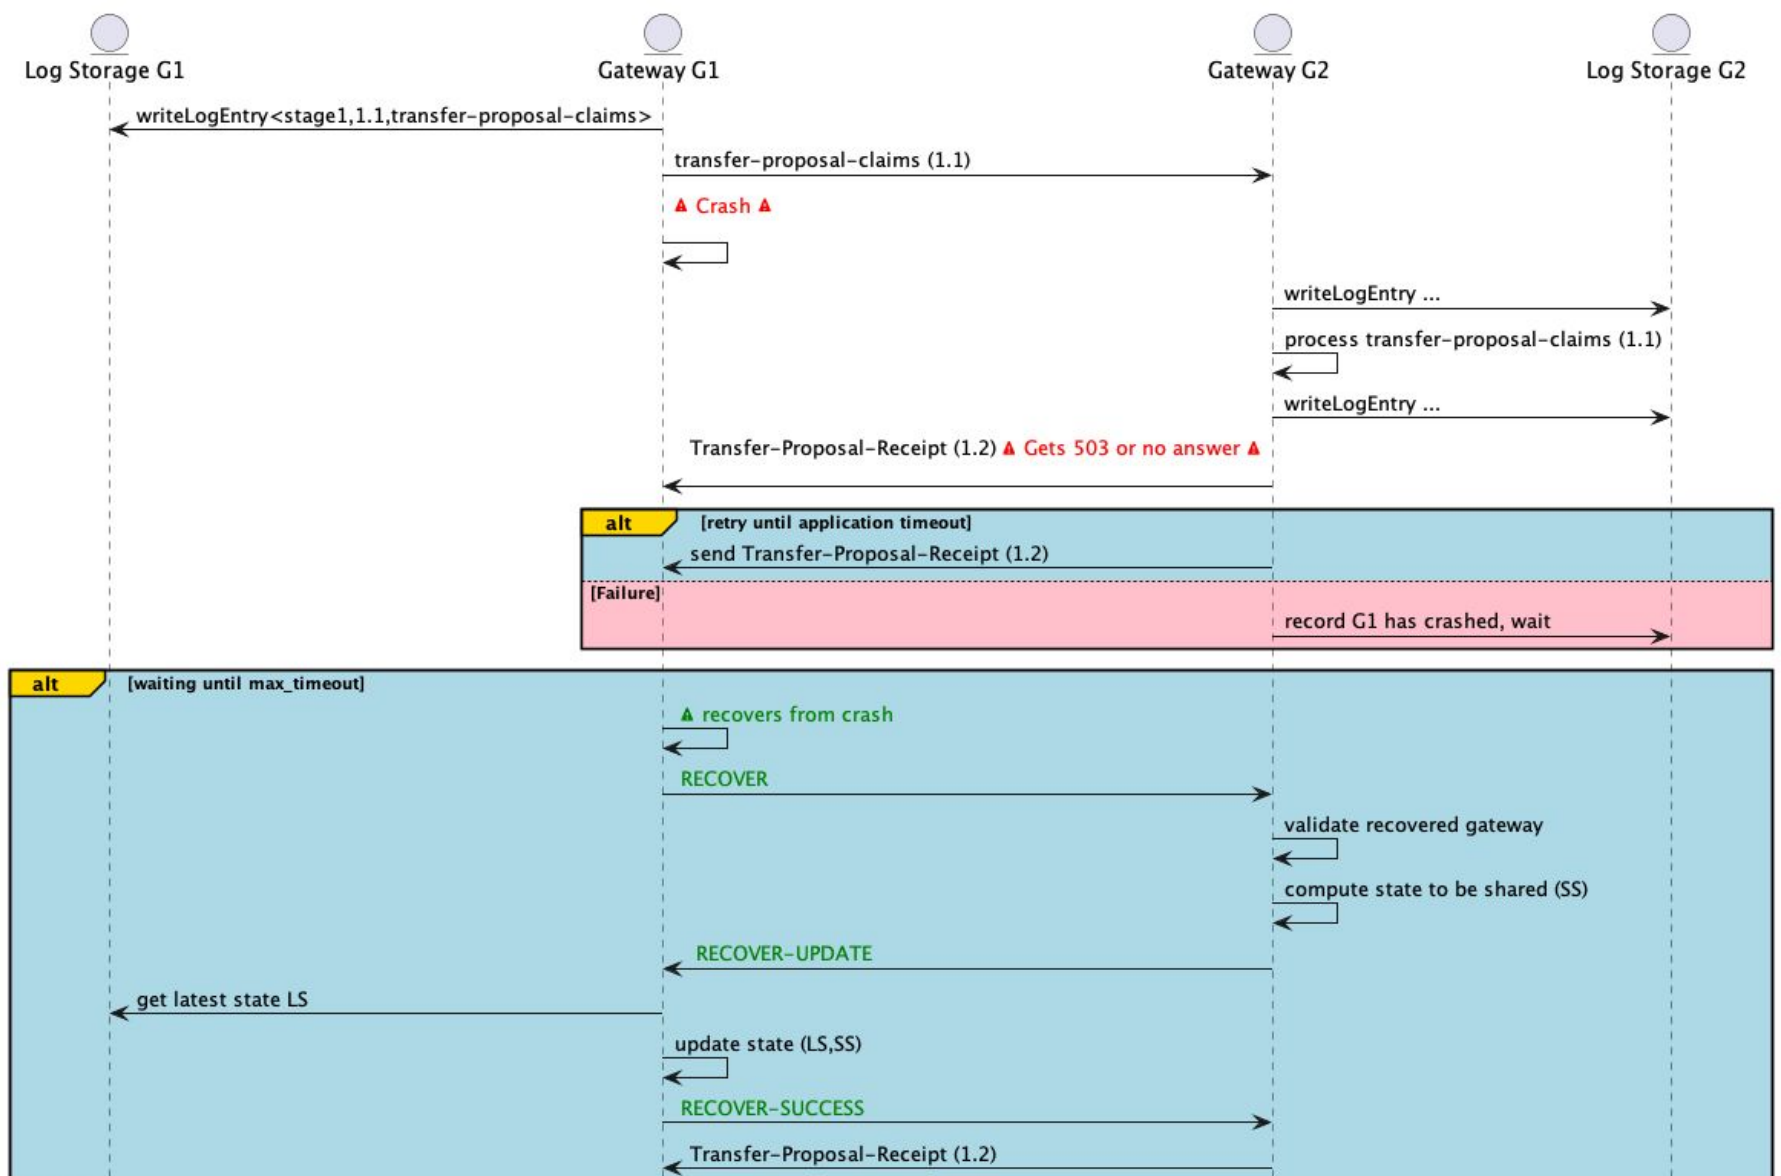 Log Storage G1
Gateway G1
Gateway G2
Log Storage G2
writeLogEntry<stage1,1.1,transfer-proposal-claims>
transfer-proposal-claims (1.1)
⚠ Crash ⚠
writeLogEntry ...
process transfer-proposal-claims (1.1)
writeLogEntry ...
Transfer-Proposal-Receipt (1.2) ⚠ Gets 503 or no answer ⚠
alt [retry until application timeout]
send Transfer-Proposal-Receipt (1.2)
[Failure]
record G1 has crashed, wait
alt [waiting until max_timeout]
⚠ recovers from crash
RECOVER
validate recovered gateway
compute state to be shared (SS)
RECOVER-UPDATE
get latest state LS
update state (LS,SS)
RECOVER-SUCCESS
Transfer-Proposal-Receipt (1.2)